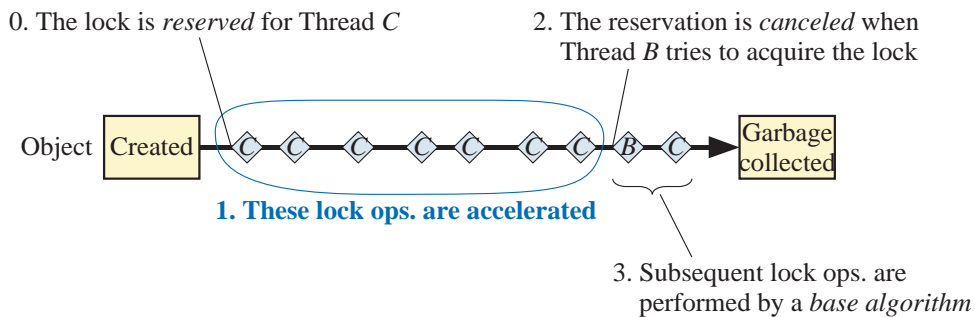 0. The lock is reserved for Thread C
2. The reservation is canceled when
Thread B tries to acquire the lock
Object
Created
C C C C C C C B C
Garbage
collected
1. These lock ops. are accelerated
3. Subsequent lock ops. are
performed by a base algorithm